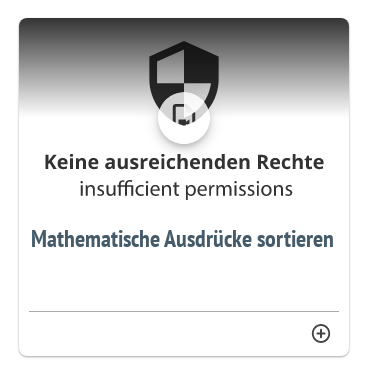 Keine ausreichenden Rechte
insufficient permissions
Mathematische Ausdrücke sortieren